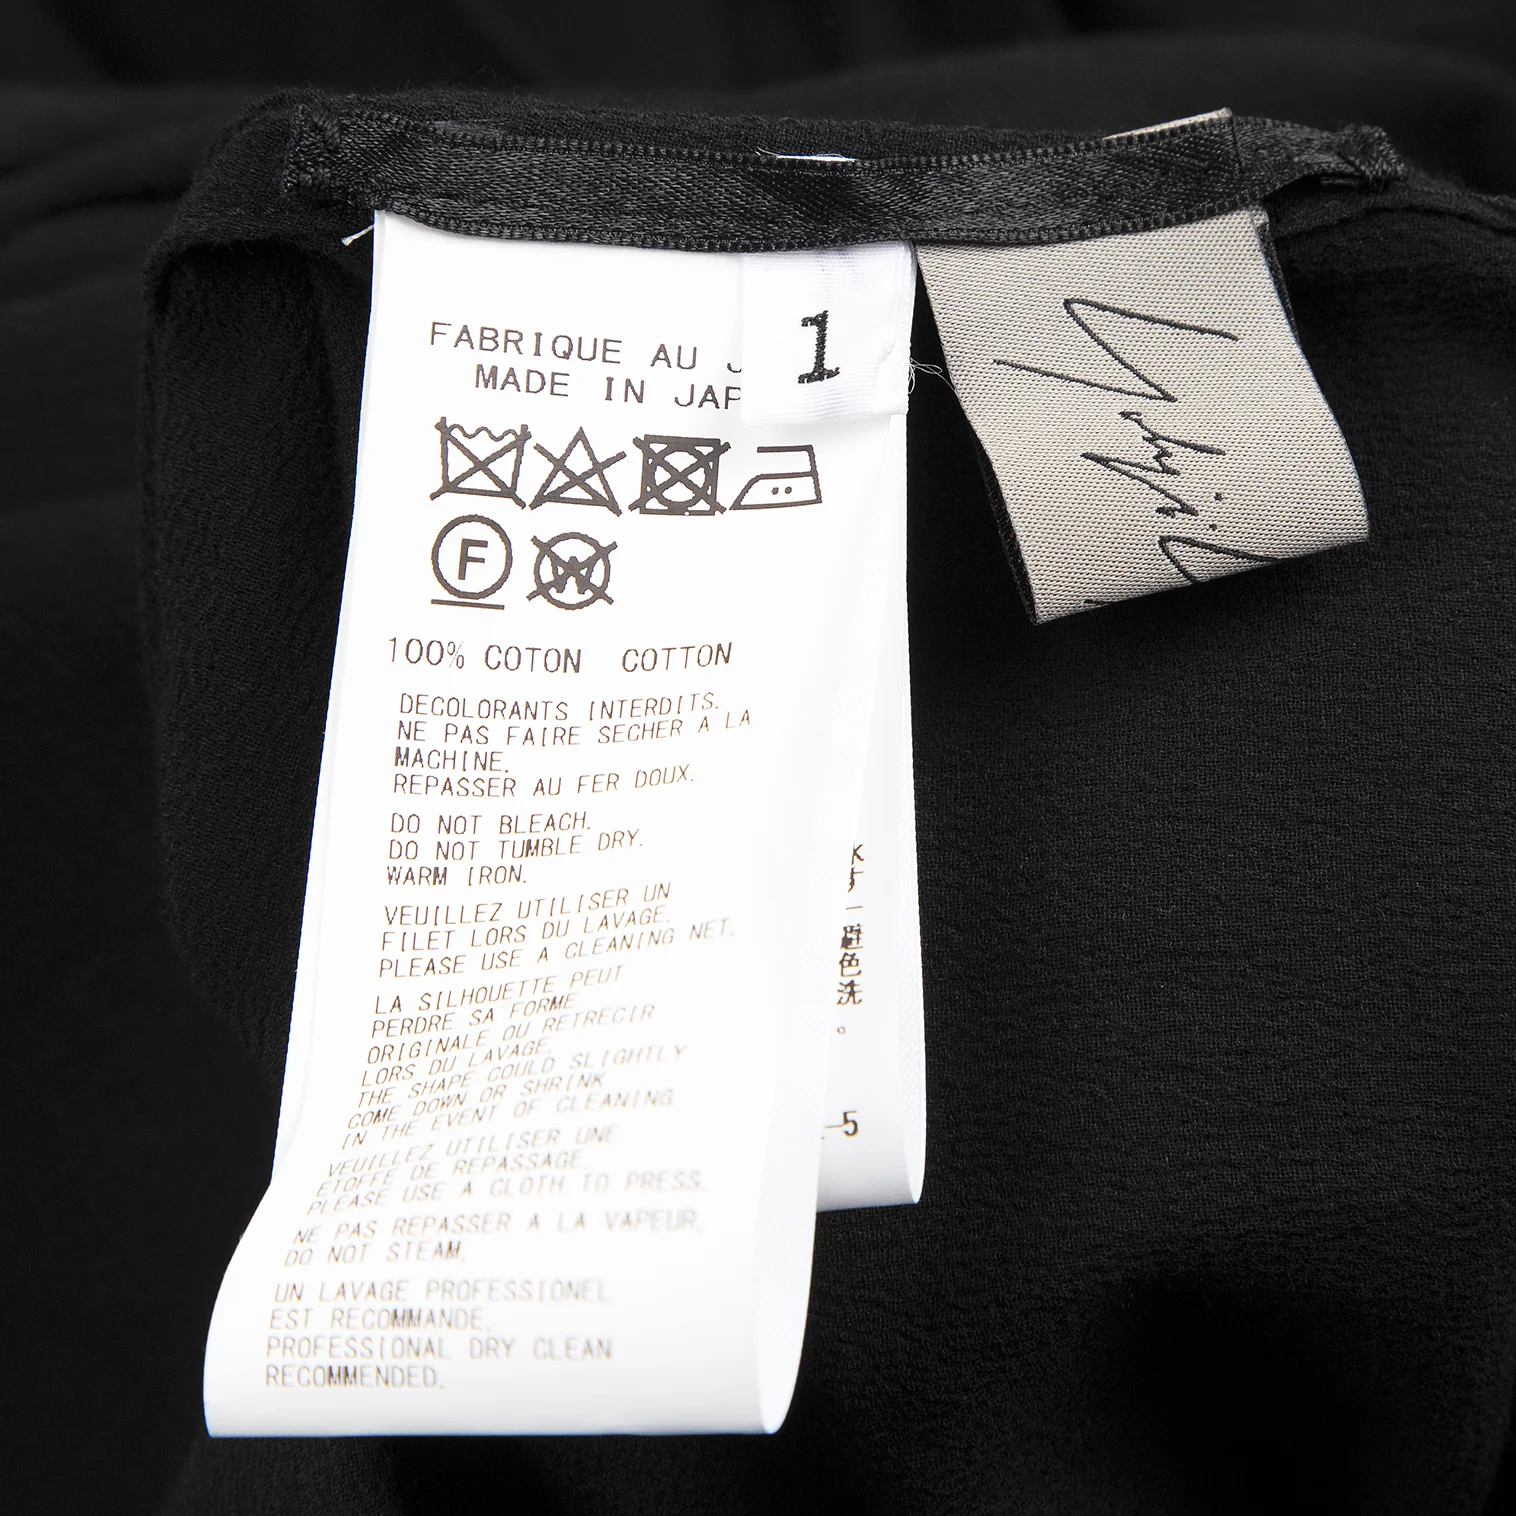 FABRIQUE AU J
MADE IN JAP
1
F
W
100% COTON COTTON
DECOLORANTS INTERDITS.
NE PAS FAIRE SECHER A LA
MACHINE.
REPASSER AU FER DOUX.
DO NOT BLEACH.
DO NOT TUMBLE DRY.
WARM IRON.
VEUILLEZ UTILISER UN
FILET LORS DU LAVAGE.
PLEASE USE A CLEANING NET.
LA SILHOUETTE PEUT
PERDRE SA FORME
ORIGINALE OU RETRECIR
LORS DU LAVAGE.
THE SHAPE COULD SLIGHTLY
COME DOWN OR SHRINK
IN THE EVENT OF CLEANING.
VEUILLEZ UTILISER UNE
ETOFFE DE REPASSAGE.
PLEASE USE A CLOTH TO PRESS.
NE PAS REPASSER A LA VAPEUR.
DO NOT STEAM.
UN LAVAGE PROFESSIONEL
EST RECOMMANDE.
PROFESSIONAL DRY CLEAN
RECOMMENDED.
避
色
洗
。
-5